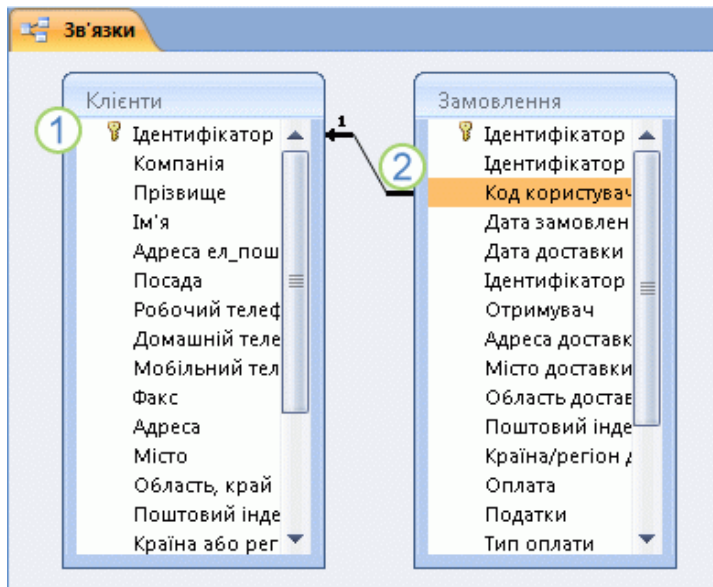 Зв'язки
Клієнти
1
Ідентифікатор
Компанія
Прізвище
Ім'я
Адреса ел_пош
Посада
Робочий телеф
Домашній теле
Мобільний тел
Факс
Адреса
Місто
Область, край
Поштовий інде
Країна або рег
1
2
Замовлення
Ідентифікатор
Ідентифікатор
Код користувач
Дата замовлен
Дата доставки
Ідентифікатор
Отримувач
Адреса доставк
Місто доставки
Область достав
Поштовий інде
Країна/регіон д
Оплата
Податки
Тип оплати